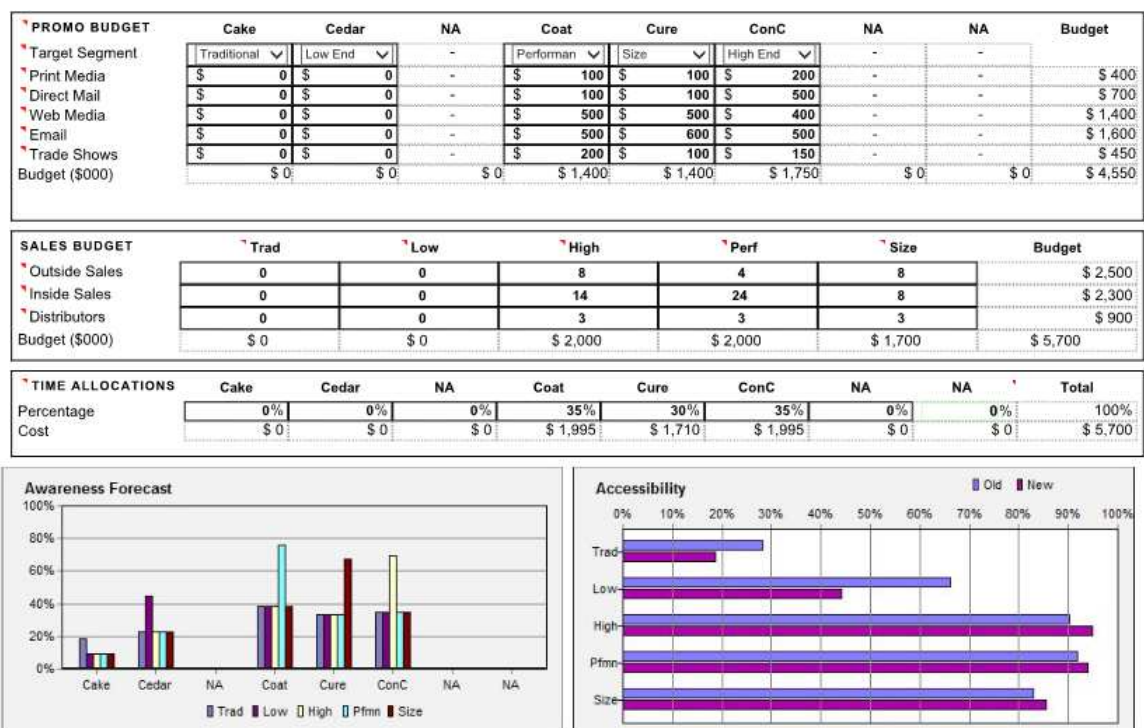 PROMO BUDGET Cake Cedar NA Coat Cure ConC NA NA Budget
Target Segment Traditional Low End - Performan Size High End - -
Print Media $ 0 $ 0 - $ 100 $ 100 $ 200 - - $ 400
Direct Mail $ 0 $ 0 - $ 100 $ 100 $ 500 - - $ 700
Web Media $ 0 $ 0 - $ 500 $ 500 $ 400 - - $ 1,400
Email $ 0 $ 0 - $ 500 $ 600 $ 500 - - $ 1,600
Trade Shows $ 0 $ 0 - $ 200 $ 100 $ 150 - - $ 450
Budget ($000) $ 0 $ 0 $ 0 $ 1,400 $ 1,400 $ 1,750 $ 0 $ 0 $ 4,550
SALES BUDGET Trad Low High Perf Size Budget
Outside Sales 0 0 8 4 8 $ 2,500
Inside Sales 0 0 14 24 8 $ 2,300
Distributors 0 0 3 3 3 $ 900
Budget ($000) $ 0 $ 0 $ 2,000 $ 2,000 $ 1,700 $ 5,700
TIME ALLOCATIONS Cake Cedar NA Coat Cure ConC NA NA Total
Percentage 0% 0% 0% 35% 30% 35% 0% 0% 100%
Cost $ 0 $ 0 $ 0 $ 1,995 $ 1,710 $ 1,995 $ 0 $ 0 $ 5,700
Awareness Forecast
100%
80%
60%
40%
20%
0%
Cake Cedar NA Coat Cure ConC NA NA
Trad Low High Pfmn Size
Accessibility Old New
0% 10% 20% 30% 40% 50% 60% 70% 80% 90% 100%
Trad
Low
High
Pfmn
Size